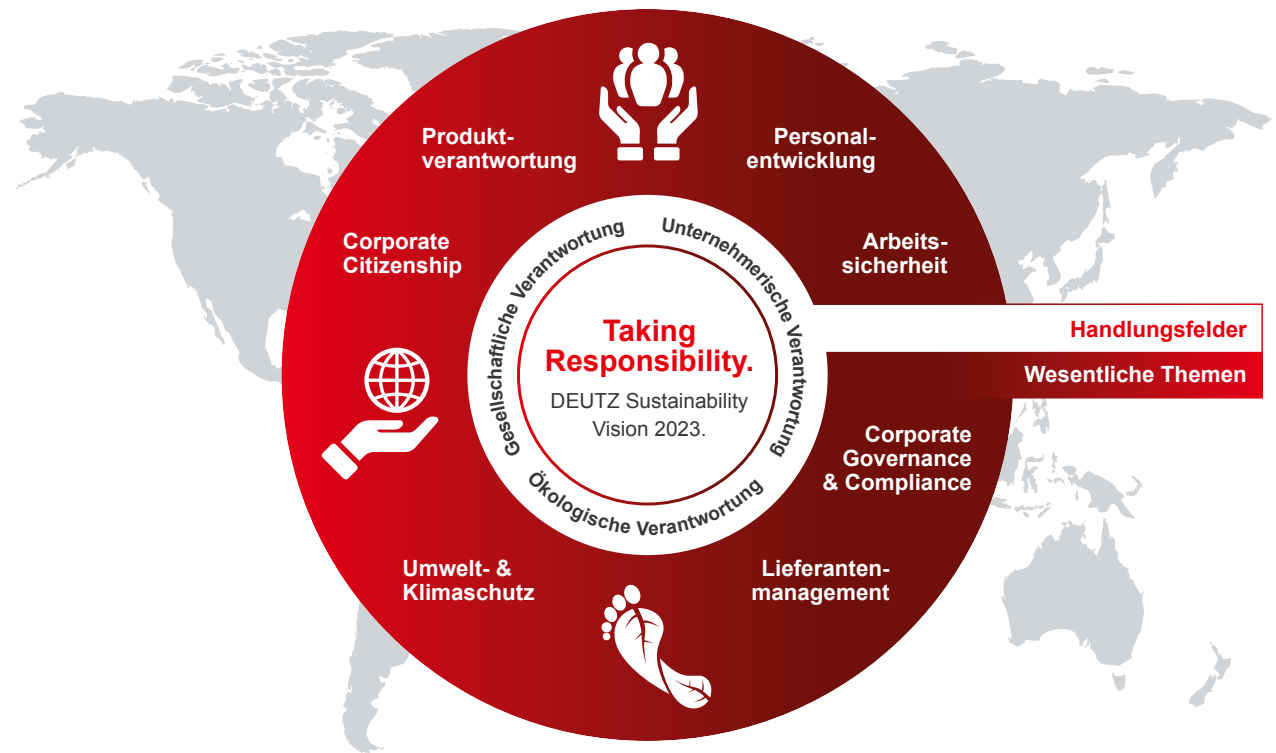 Produkt-
verantwortung
Personal-
entwicklung
Corporate
Citizenship
Arbeits-
sicherheit
Gesellschaftliche Verantwortung
Unternehmerische Verantwortung
Ökologische Verantwortung
Taking
Responsibility.
DEUTZ Sustainability
Vision 2023.
Handlungsfelder
Wesentliche Themen
Corporate
Governance
& Compliance
Umwelt- &
Klimaschutz
Lieferanten-
management